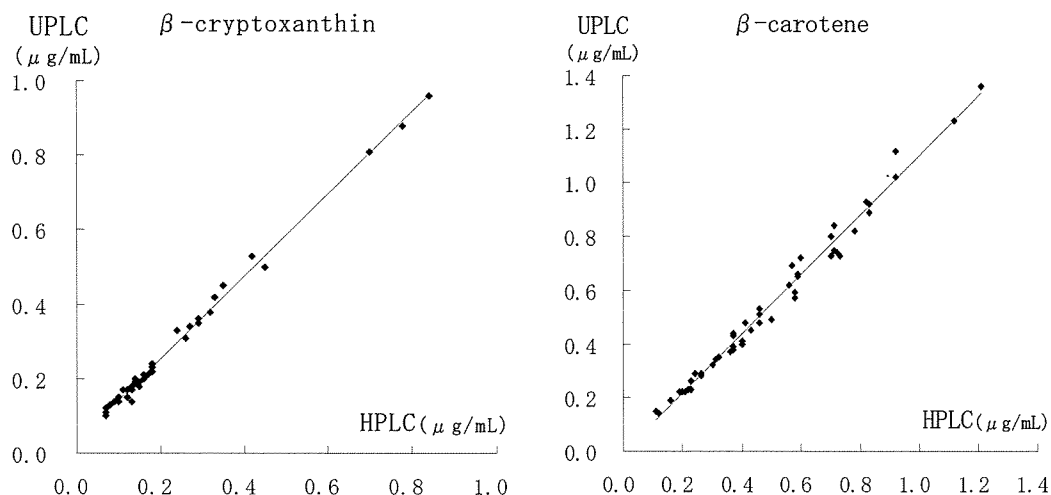 UPLC β-cryptoxanthin
(μg/mL)
1.0
0.8
0.6
0.4
0.2
0.0
HPLC(μg/mL)
0.0 0.2 0.4 0.6 0.8 1.0
UPLC β-carotene
(μg/mL)
1.4
1.2
1.0
0.8
0.6
0.4
0.2
0.0
HPLC(μg/mL)
0.0 0.2 0.4 0.6 0.8 1.0 1.2 1.4